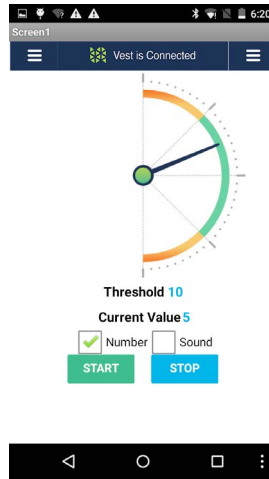 6:20
Screen1
Vest is Connected
Threshold 10
Current Value 5
Number Sound
START STOP